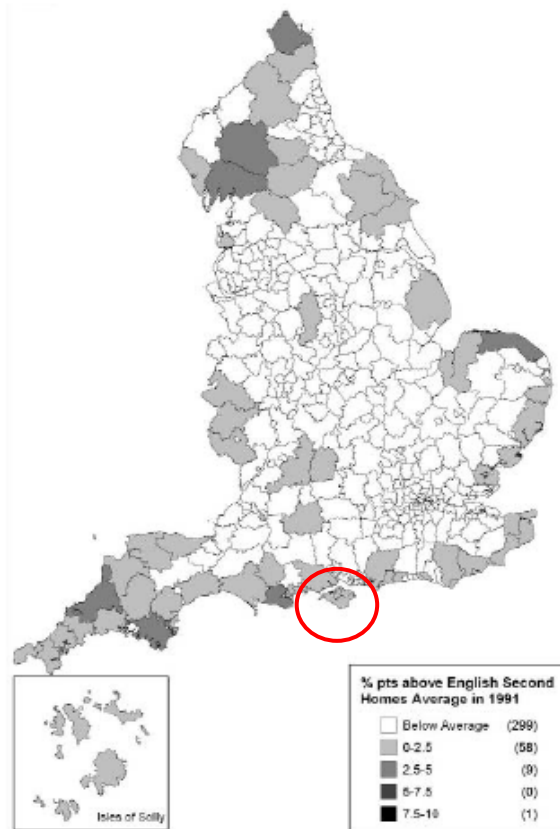 Isles of Scilly
% pts above English Second
Homes Average in 1991
Below Average (299)
0-2.5 (58)
2.5-5 (9)
5-7.5 (0)
7.5-10 (1)